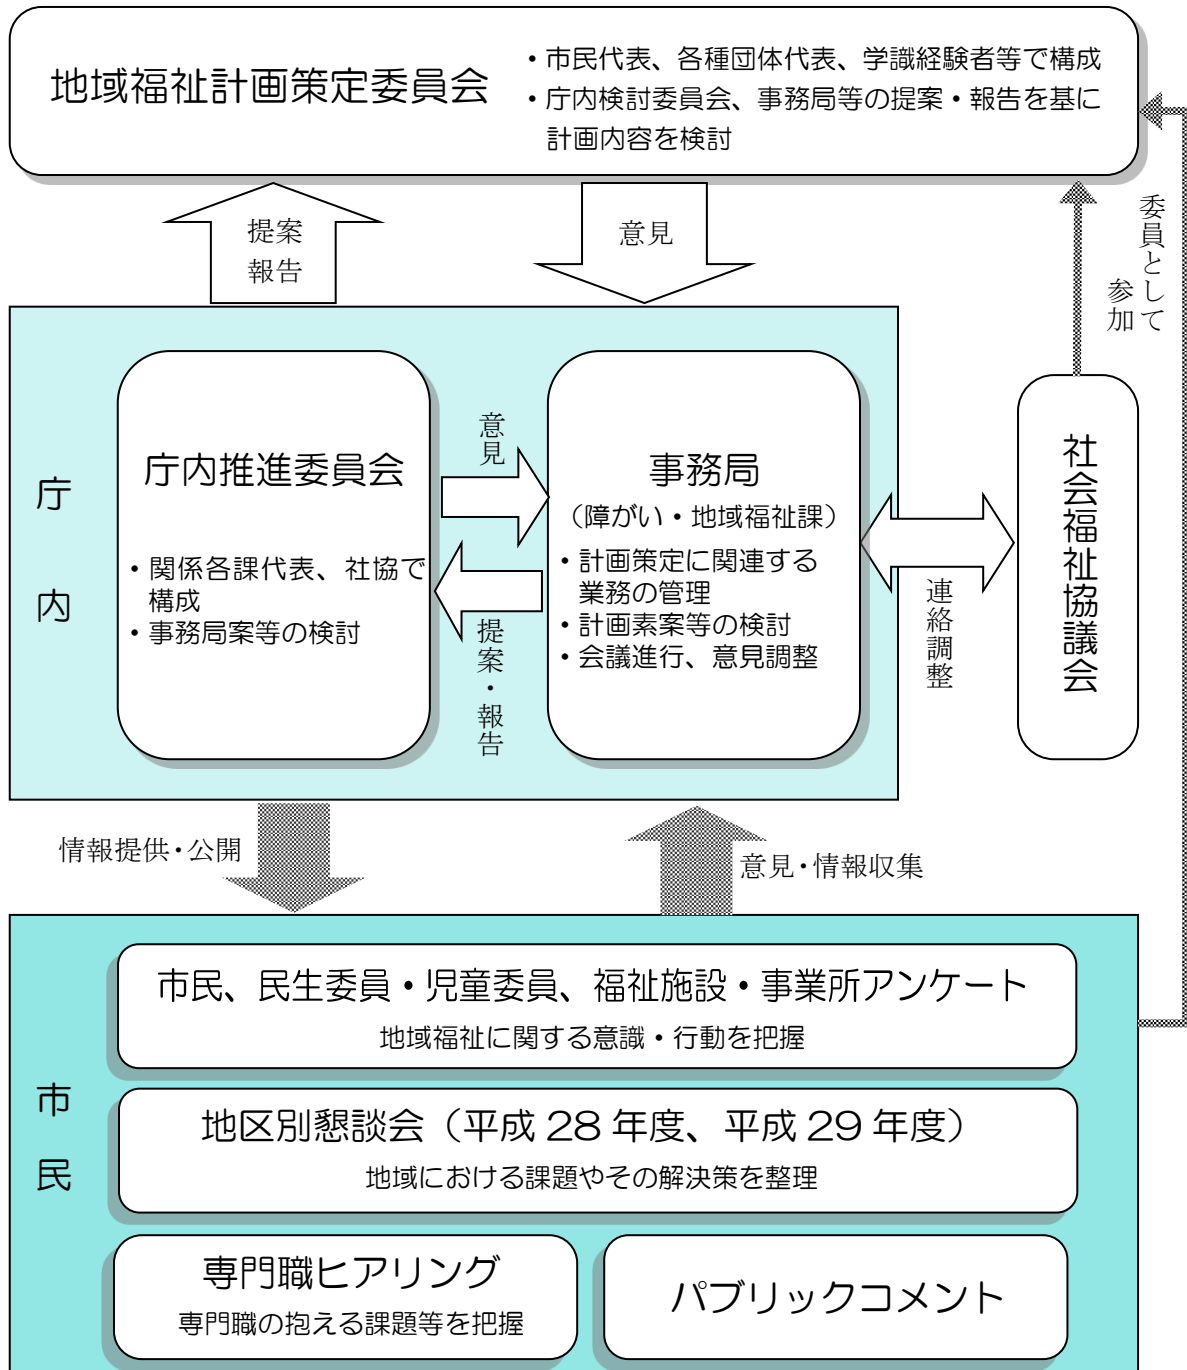 地域福祉計画策定委員会
・市民代表、各種団体代表、学識経験者等で構成
・庁内検討委員会、事務局等の提案・報告を基に
計画内容を検討
提案
報告
意見
委員として
参加
庁内
庁内推進委員会
・関係各課代表、社協で
構成
・事務局案等の検討
意見
提案・報告
事務局
（障がい・地域福祉課）
・計画策定に関連する
業務の管理
・計画素案等の検討
・会議進行、意見調整
連絡調整
社会福祉協議会
情報提供・公開
意見・情報収集
市民
市民、民生委員・児童委員、福祉施設・事業所アンケート
地域福祉に関する意識・行動を把握
地区別懇談会（平成 28 年度、平成 29 年度）
地域における課題やその解決策を整理
専門職ヒアリング
専門職の抱える課題等を把握
パブリックコメント